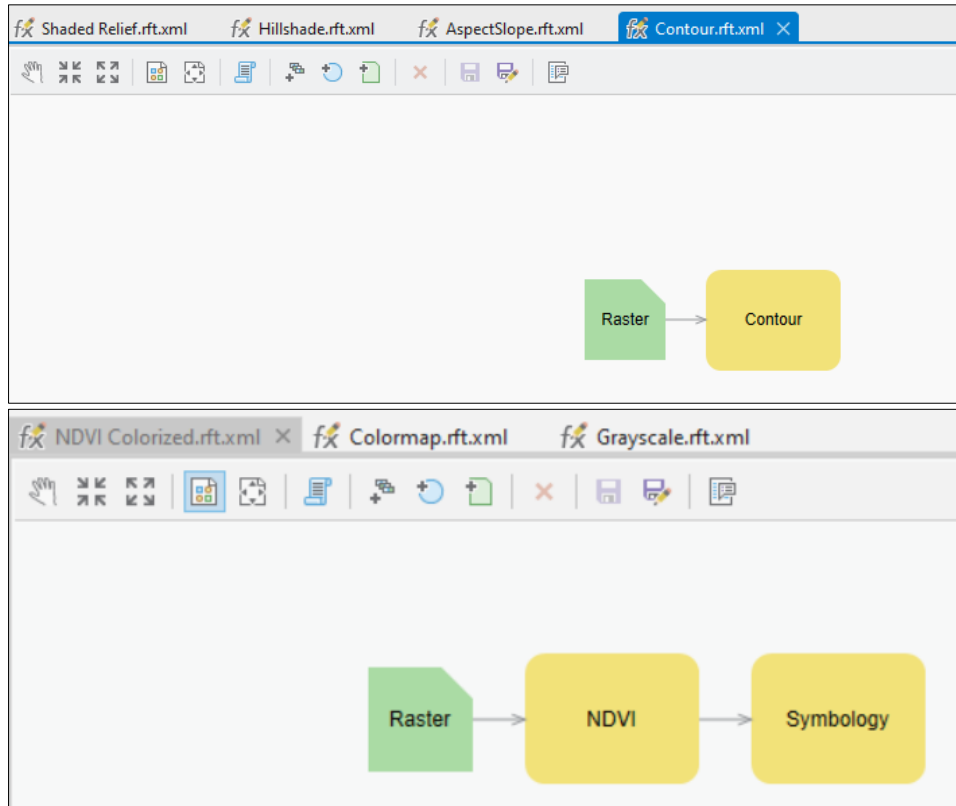 Shaded Relief.rft.xml Hillshade.rft.xml AspectSlope.rft.xml Contour.rft.xml
Raster Contour
NDVI Colorized.rft.xml Colormap.rft.xml Grayscale.rft.xml
Raster NDVI Symbology